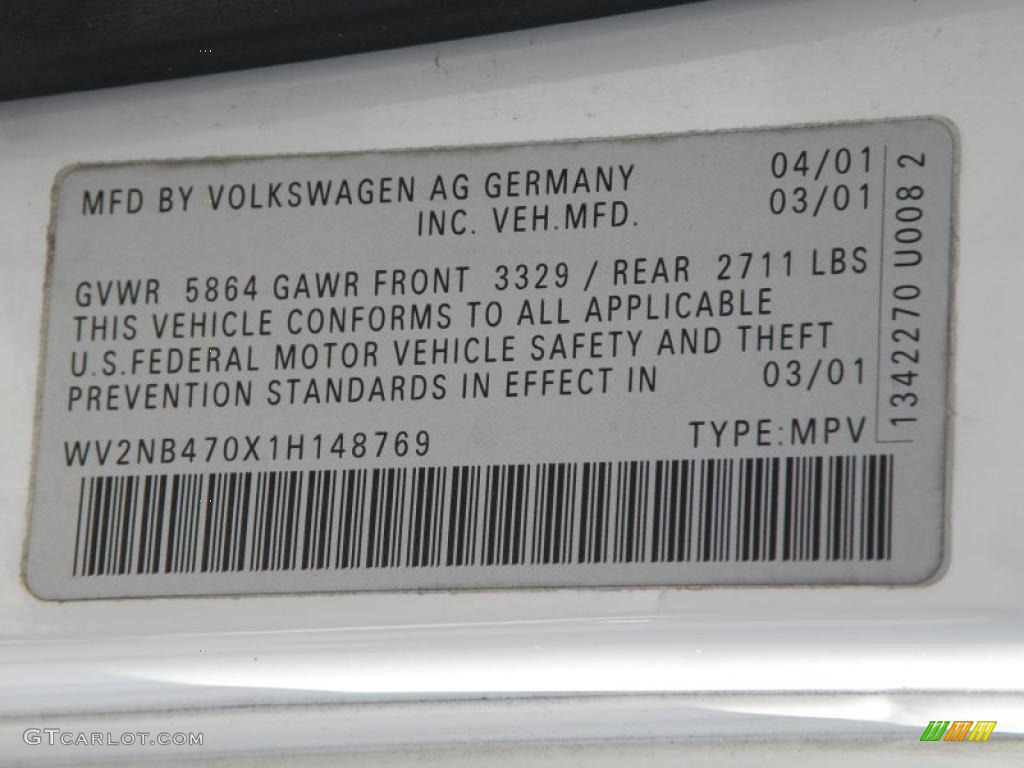 MFD BY VOLKSWAGEN AG GERMANY 04/01
INC. VEH.MFD. 03/01
GVWR 5864 GAWR FRONT 3329 / REAR 2711 LBS
THIS VEHICLE CONFORMS TO ALL APPLICABLE
U.S.FEDERAL MOTOR VEHICLE SAFETY AND THEFT
PREVENTION STANDARDS IN EFFECT IN 03/01
WV2NB470X1H148769 TYPE:MPV
1342270 U008 2
GTCARLOT.COM